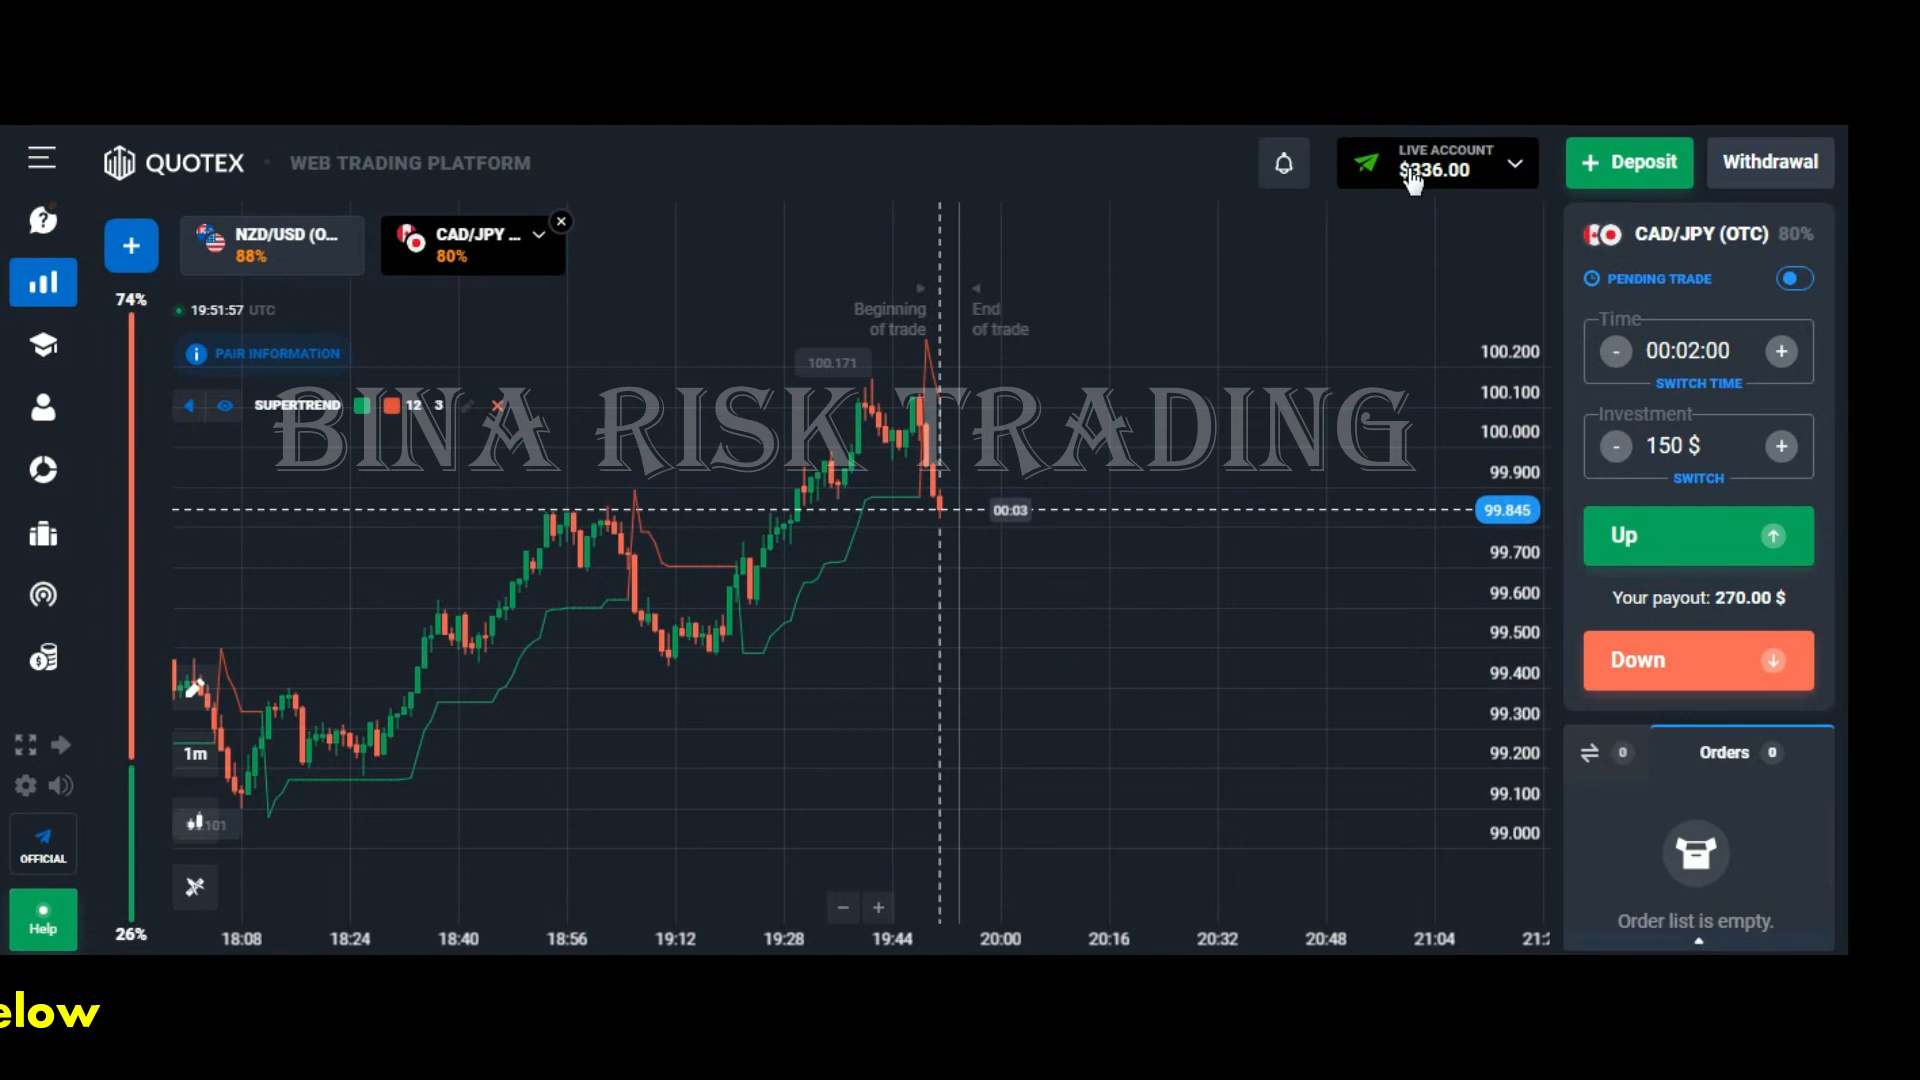 QUOTEX
WEB TRADING PLATFORM
LIVE ACCOUNT
$336.00
Deposit
Withdrawal
NZD/USD (O...
88%
CAD/JPY ...
80%
74%
19:51:57 UTC
PAIR INFORMATION
SUPERTREND 12 3
Beginning
of trade
End
of trade
100.171
BINA RISK TRADING
100.200
100.100
100.000
99.900
99.845
00:03
99.700
99.600
99.500
99.400
99.300
99.200
99.100
99.000
1m
26%
18:08 18:24 18:40 18:56 19:12 19:28 19:44 20:00 20:16 20:32 20:48 21:04
OFFICIAL
Help
CAD/JPY (OTC) 80%
PENDING TRADE
Time
- 00:02:00 +
SWITCH TIME
Investment
- 150 $ +
SWITCH
Up
Your payout: 270.00 $
Down
0
Orders 0
Order list is empty.
elow